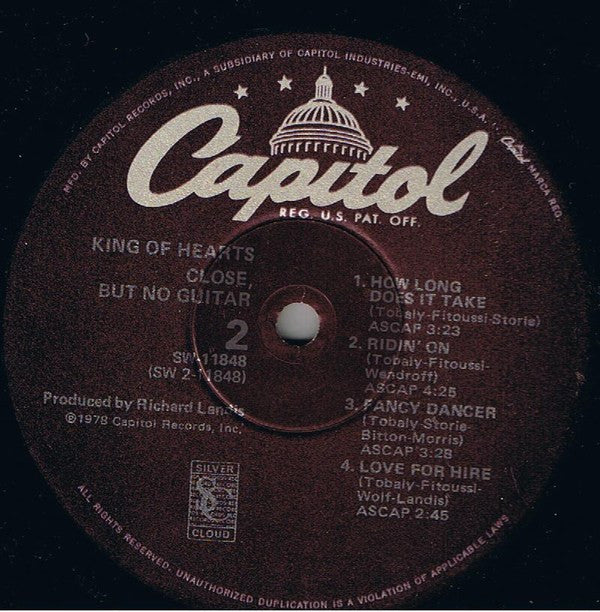 MFD. BY CAPITOL RECORDS, INC., A SUBSIDIARY OF CAPITOL INDUSTRIES-EMI, INC., U.S.A. Capitol MARCA REG.
Capitol
REG. U.S. PAT. OFF.
KING OF HEARTS
CLOSE,
BUT NO GUITAR
2
SW-11848
(SW 2-11848)
Produced by Richard Landis
℗1978 Capitol Records, Inc.
1. HOW LONG
DOES IT TAKE
(Tobaly-Fitoussi-Storie)
ASCAP 3:23
2. RIDIN' ON
(Tobaly-Fitoussi-
Wendroff)
ASCAP 4:25
3. FANCY DANCER
(Tobaly-Storie-
Bitton-Morris)
ASCAP 3:28
4. LOVE FOR HIRE
(Tobaly-Fitoussi-
Wolf-Landis)
ASCAP 2:45
SILVER
SC
CLOUD
ALL RIGHTS RESERVED. UNAUTHORIZED DUPLICATION IS A VIOLATION OF APPLICABLE LAWS